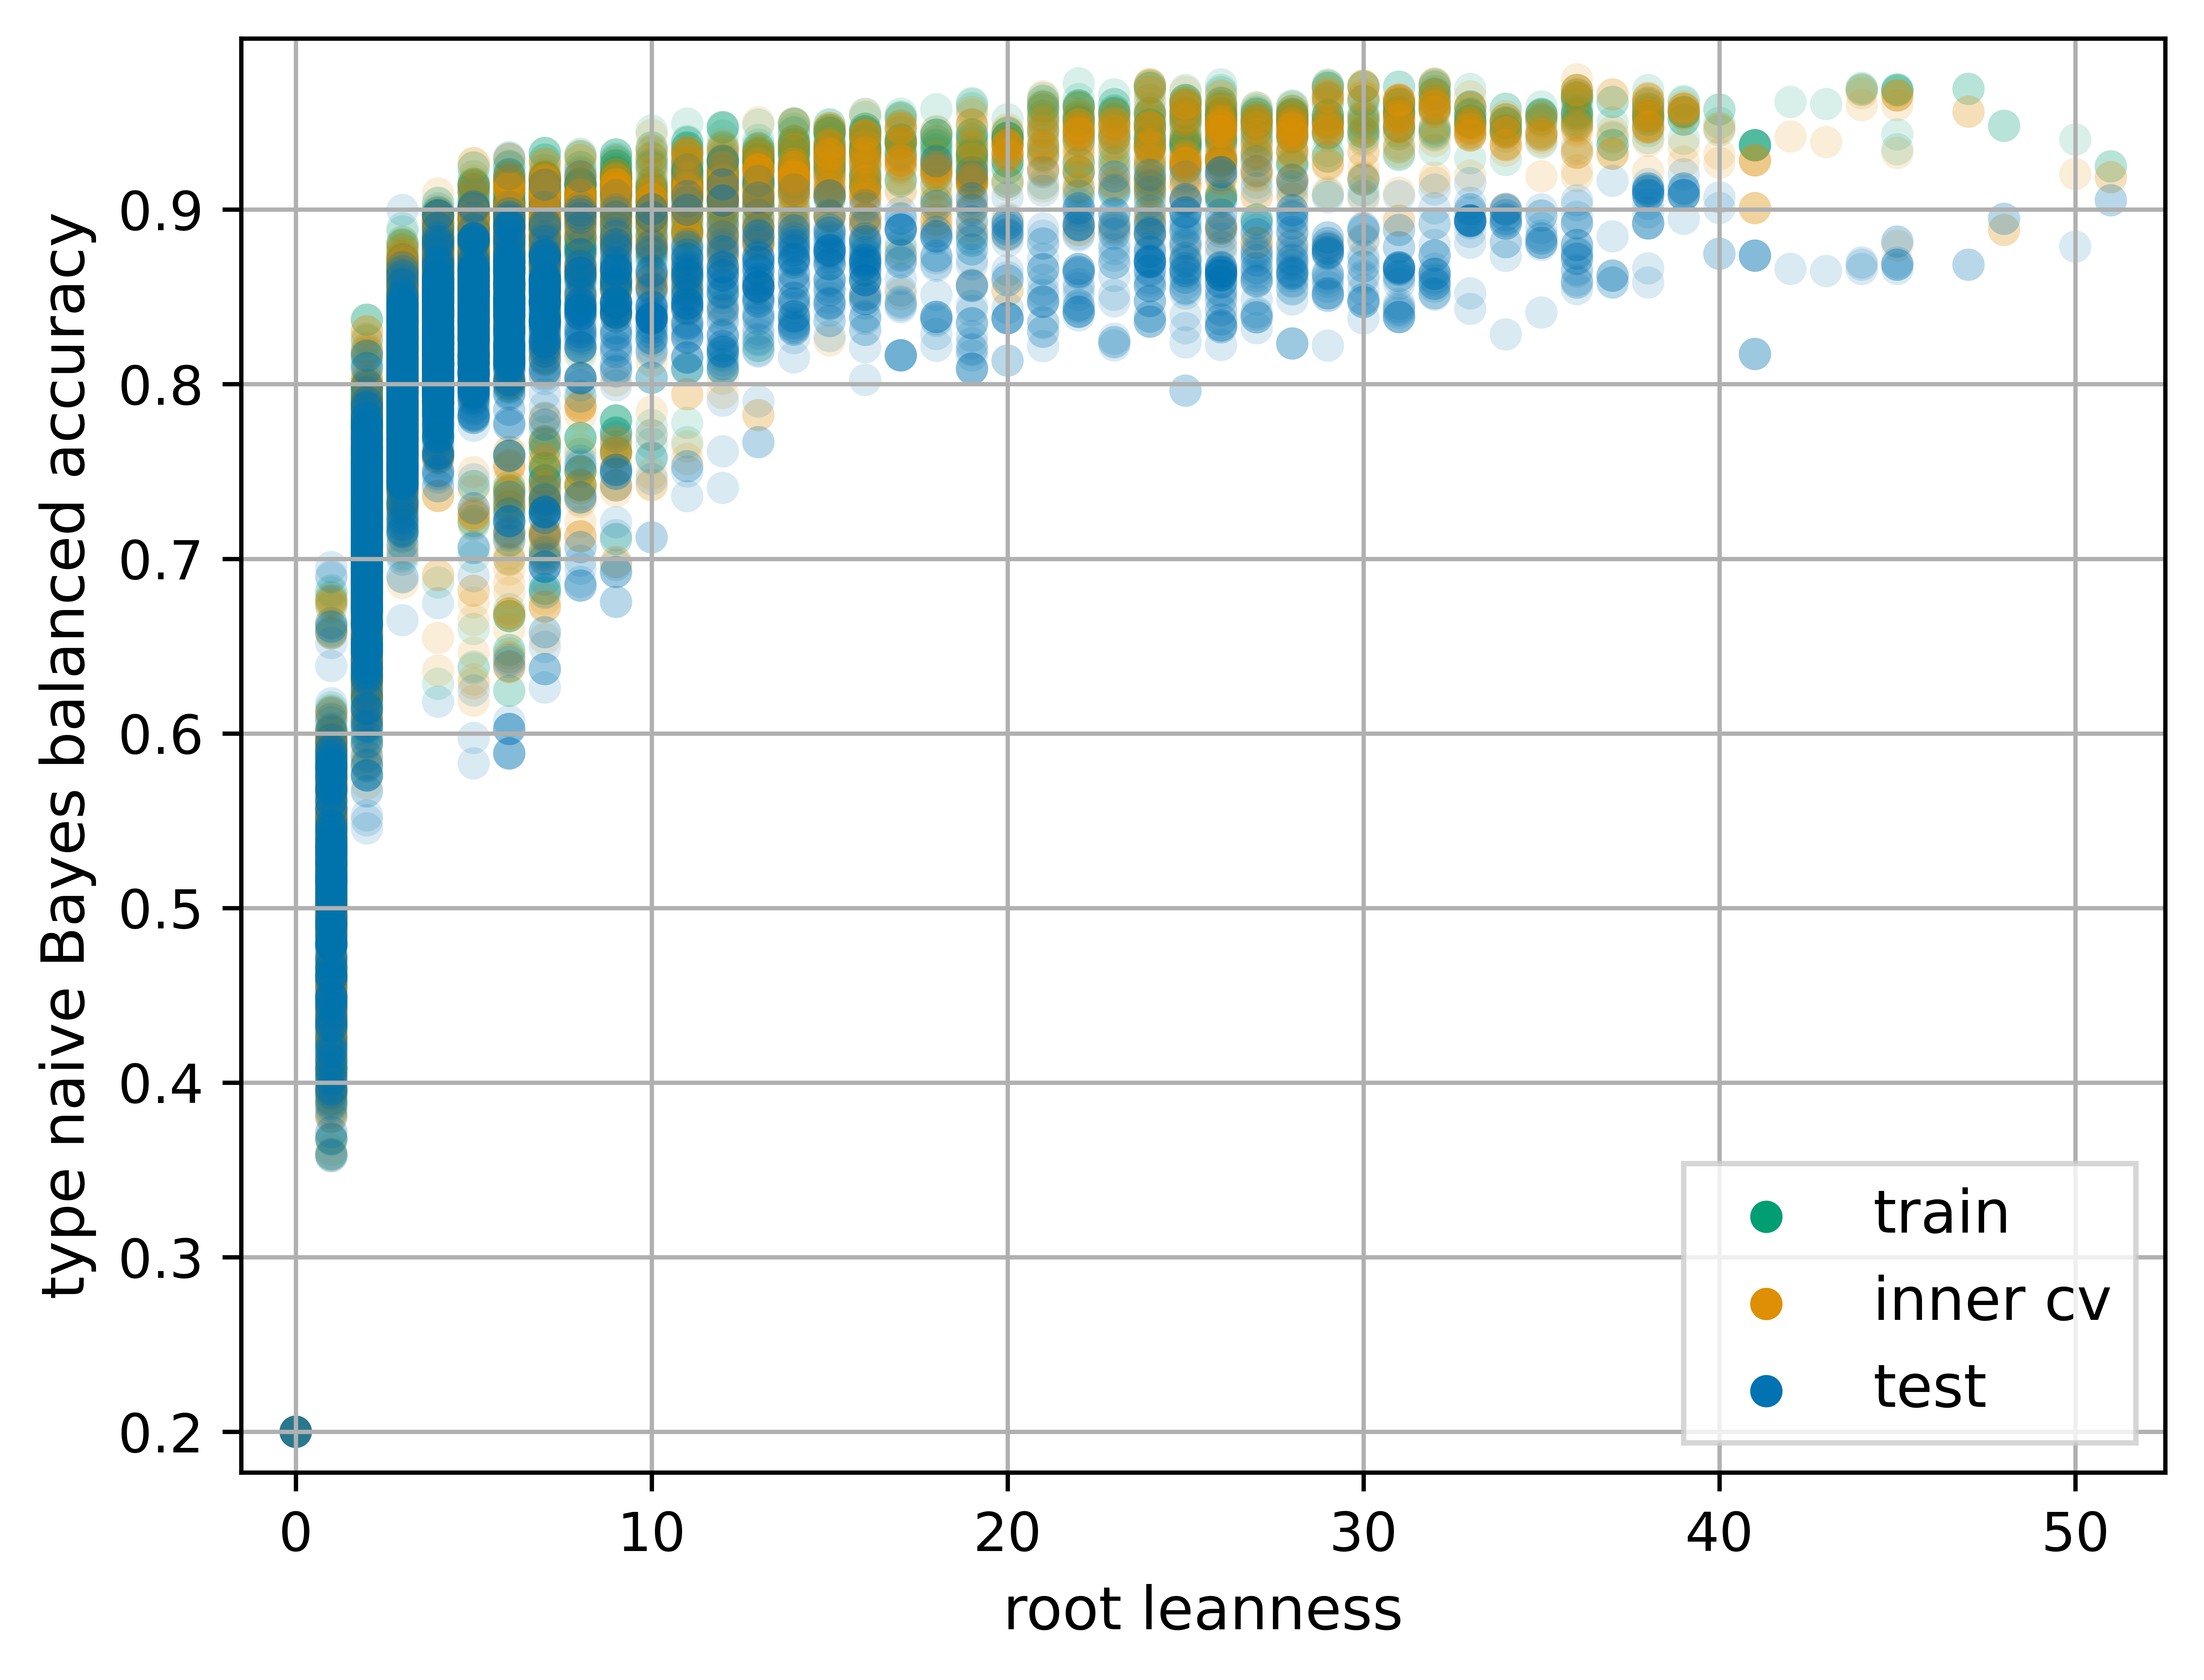 type naive Bayes balanced accuracy
0.9
0.8
0.7
0.6
0.5
0.4
0.3
0.2
train
inner cv
test
0 10 20 30 40 50
root leanness